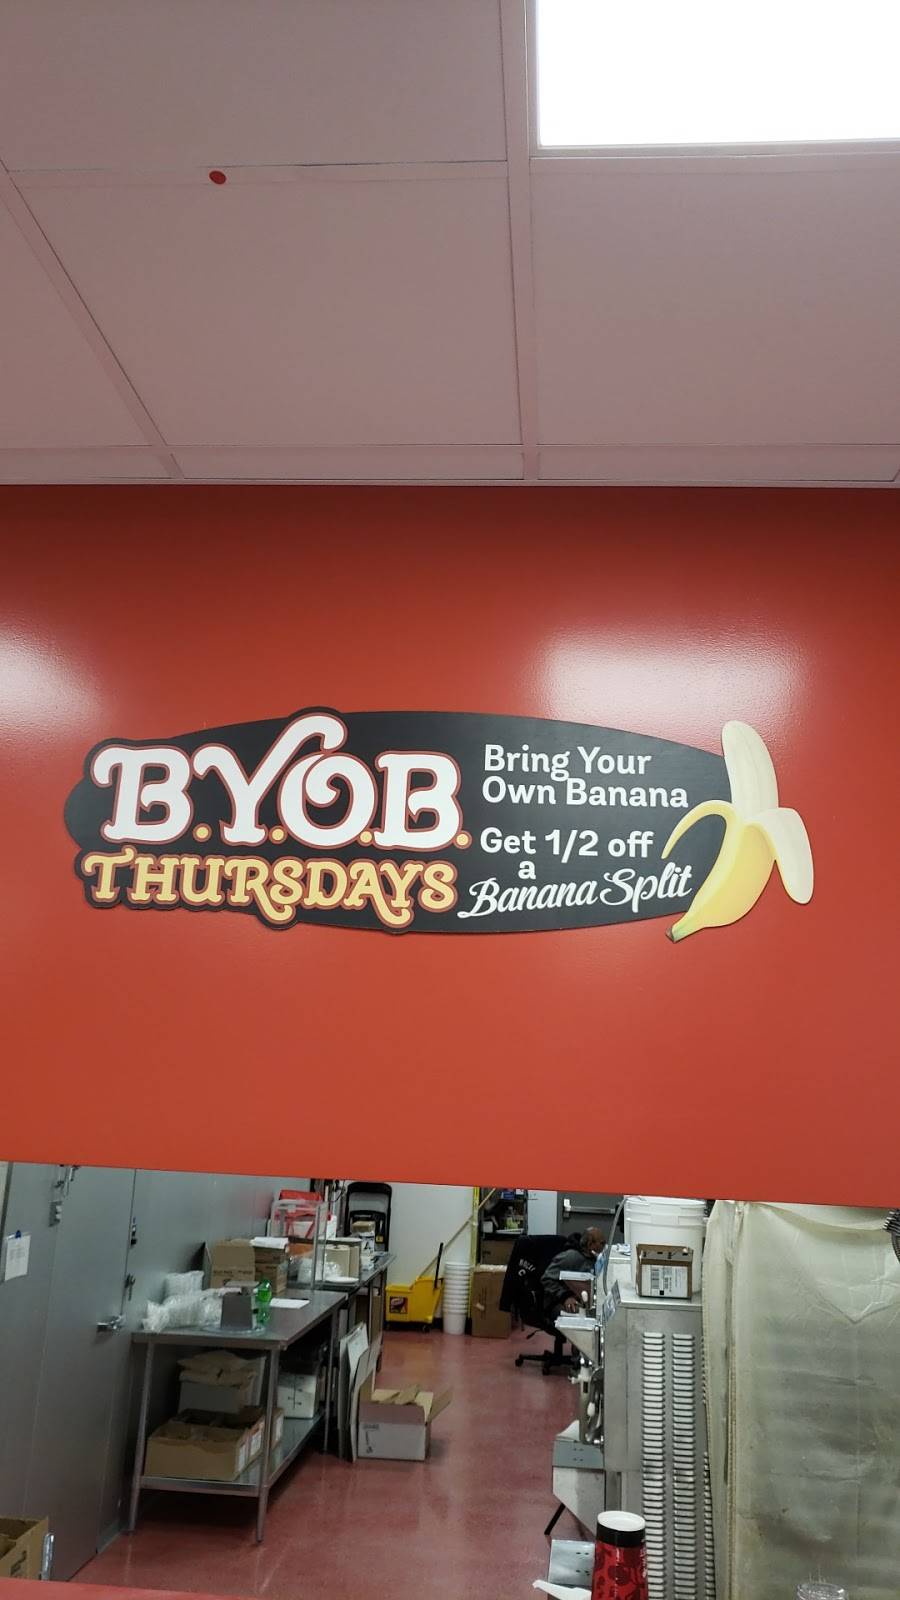 B.Y.O.B.
THURSDAYS
Bring Your
Own Banana
Get 1/2 off
a
Banana Split